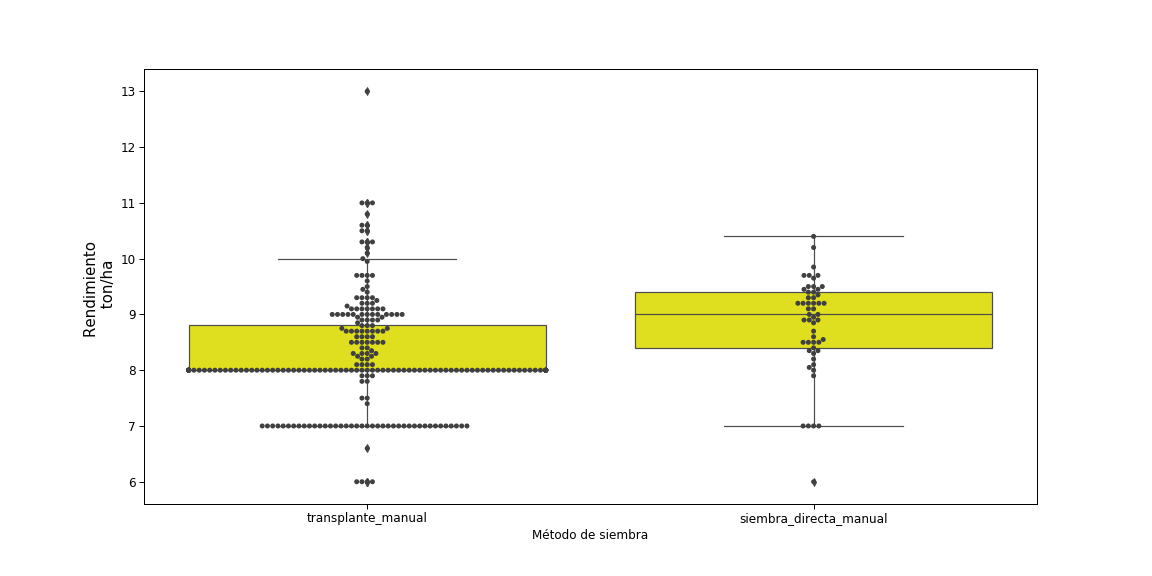 13
12
11
10
9
8
7
6
Rendimiento
ton/ha
transplante_manual
siembra_directa_manual
Método de siembra